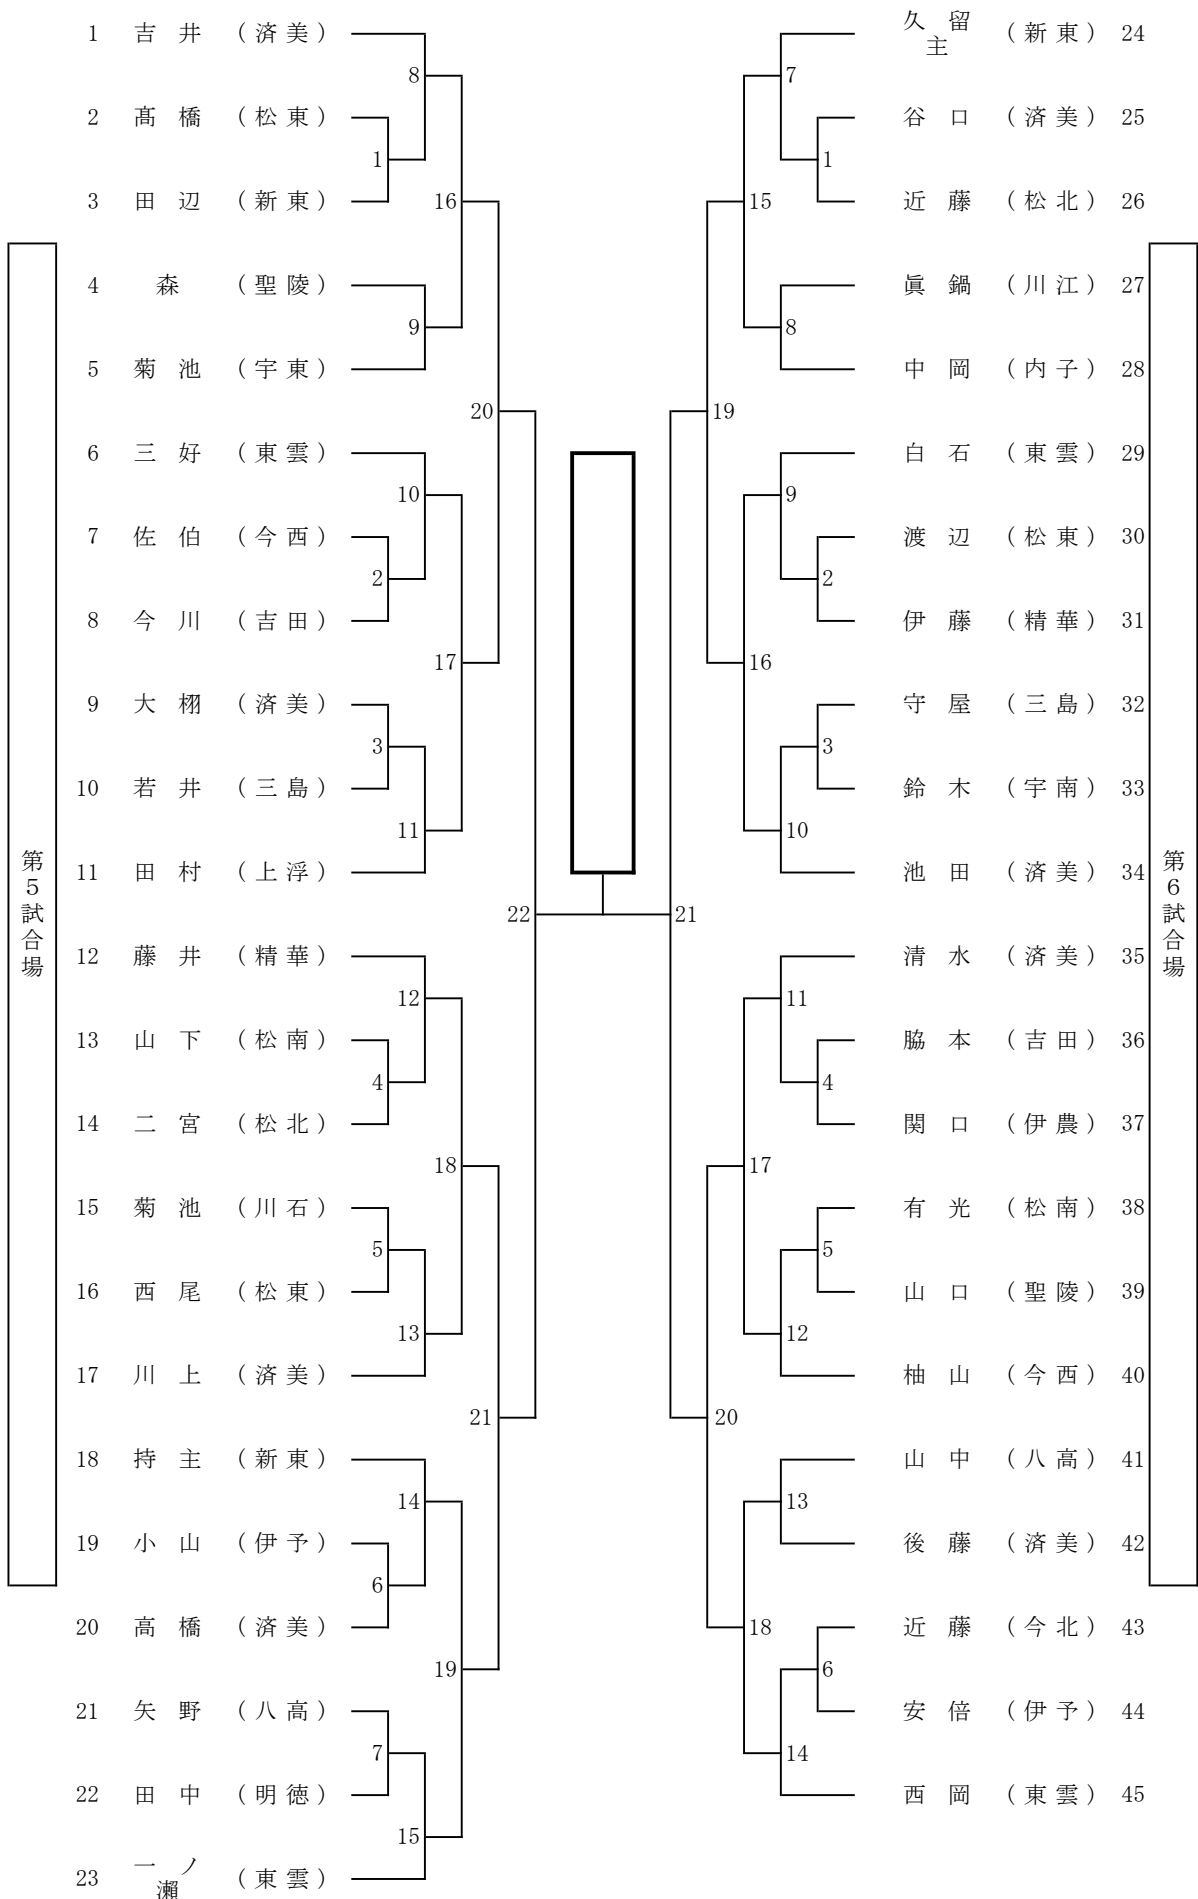 1 吉井 (済美)
2 髙橋 (松東)
3 田辺 (新東)
4 森 (聖陵)
5 菊池 (宇東)
6 三好 (東雲)
7 佐伯 (今西)
8 今川 (吉田)
9 大栩 (済美)
10 若井 (三島)
11 田村 (上浮)
12 藤井 (精華)
13 山下 (松南)
14 二宮 (松北)
15 菊池 (川石)
16 西尾 (松東)
17 川上 (済美)
18 持主 (新東)
19 小山 (伊予)
20 高橋 (済美)
21 矢野 (八高)
22 田中 (明徳)
23 一ノ瀬 (東雲)
第5試合場
8
1
16
9
20
10
2
17
3
11
22
12
4
18
5
13
21
14
6
19
7
15
久留主 (新東) 24
谷口 (済美) 25
近藤 (松北) 26
眞鍋 (川江) 27
中岡 (内子) 28
白石 (東雲) 29
渡辺 (松東) 30
伊藤 (精華) 31
守屋 (三島) 32
鈴木 (宇南) 33
池田 (済美) 34
清水 (済美) 35
脇本 (吉田) 36
関口 (伊農) 37
有光 (松南) 38
山口 (聖陵) 39
柚山 (今西) 40
山中 (八高) 41
後藤 (済美) 42
近藤 (今北) 43
安倍 (伊予) 44
西岡 (東雲) 45
第6試合場
7
1
15
8
19
9
2
16
3
10
21
11
4
17
5
12
20
13
18
6
14